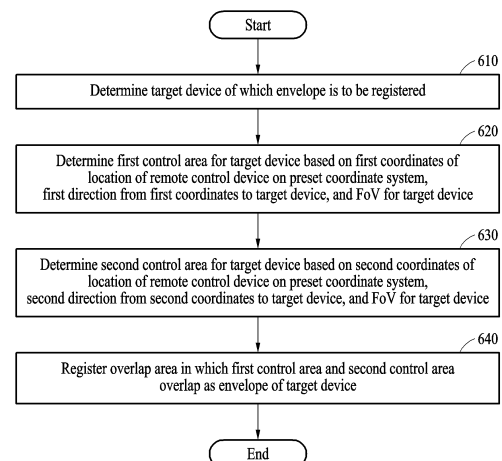 Start
610
Determine target device of which envelope is to be registered
620
Determine first control area for target device based on first coordinates of
location of remote control device on preset coordinate system,
first direction from first coordinates to target device, and FoV for target device
630
Determine second control area for target device based on second coordinates of
location of remote control device on preset coordinate system,
second direction from second coordinates to target device, and FoV for target device
640
Register overlap area in which first control area and second control area
overlap as envelope of target device
End